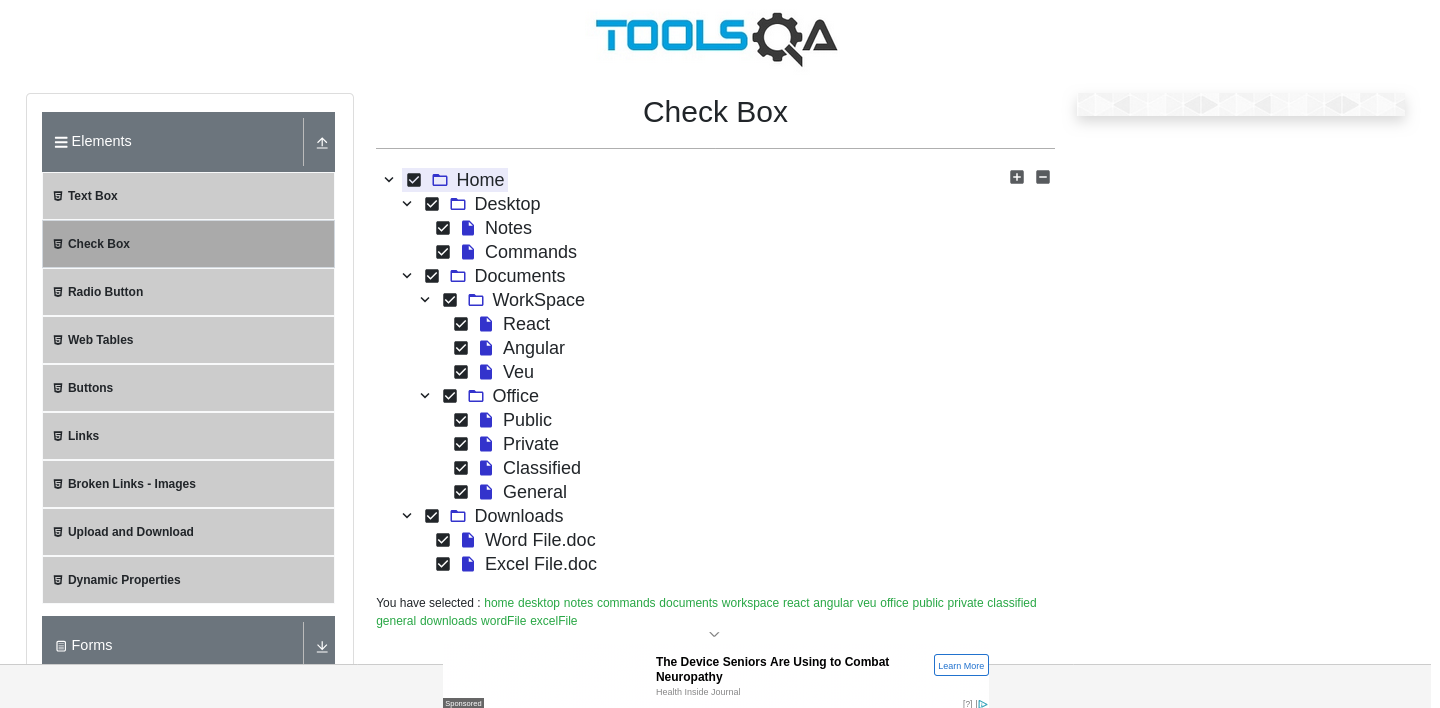 TOOLSQA
Check Box
Elements
Text Box
Check Box
Radio Button
Web Tables
Buttons
Links
Broken Links - Images
Upload and Download
Dynamic Properties
Forms
Home
Desktop
Notes
Commands
Documents
WorkSpace
React
Angular
Veu
Office
Public
Private
Classified
General
Downloads
Word File.doc
Excel File.doc
You have selected : home desktop notes commands documents workspace react angular veu office public private classified
general downloads wordFile excelFile
The Device Seniors Are Using to Combat
Neuropathy
Health Inside Journal
Learn More
Sponsored
[?]